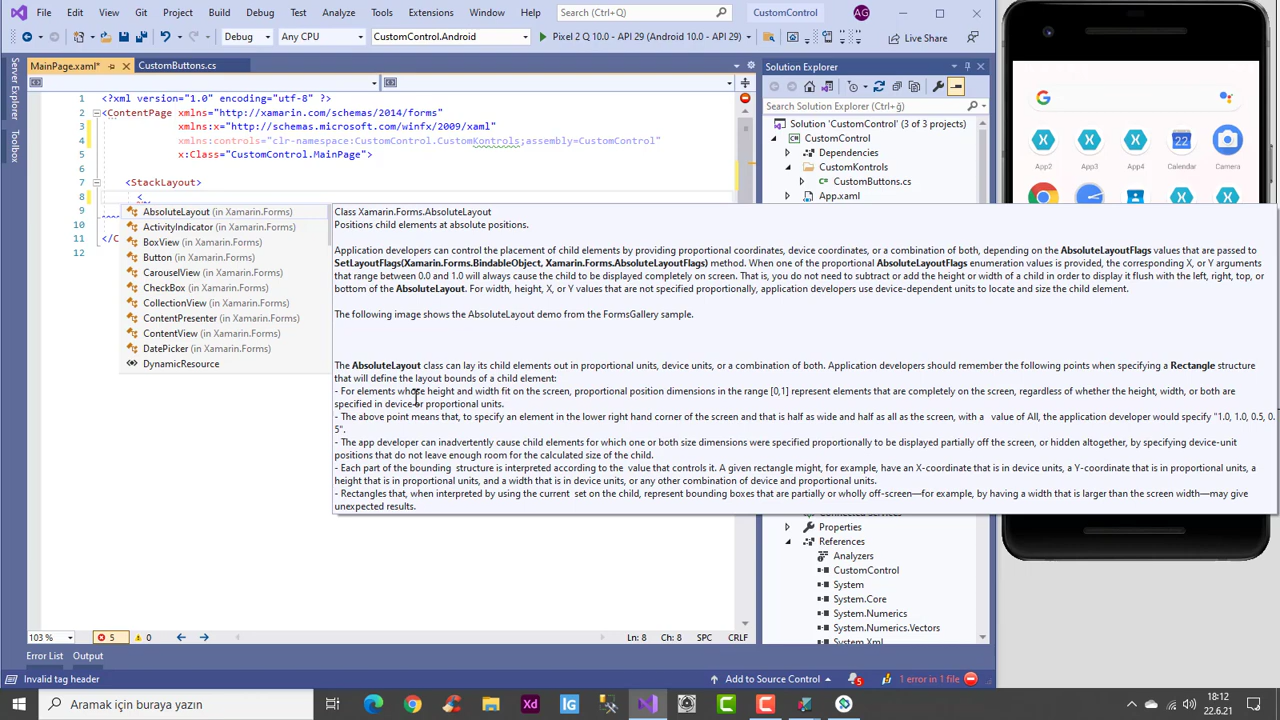 File
Edit
View
Git
Project
Build
Debug
Test
Analyze
Tools
Extensions
Window
Help
Search (Ctrl+Q)
CustomControl
AG
Debug
Any CPU
CustomControl.Android
Pixel 2 Q 10.0 - API 29 (Android 10.0 - API 29)
Live Share
Server Explorer
Toolbox
MainPage.xaml*
CustomButtons.cs
1 <?xml version="1.0" encoding="utf-8" ?>
2 <ContentPage xmlns="http://xamarin.com/schemas/2014/forms"
3 xmlns:x="http://schemas.microsoft.com/winfx/2009/xaml"
4 xmlns:controls="clr-namespace:CustomControl.CustomKontrols;assembly=CustomControl"
5 x:Class="CustomControl.MainPage">
6
7 <StackLayout>
8 <
9
10
11 </C
12
AbsoluteLayout (in Xamarin.Forms)
ActivityIndicator (in Xamarin.Forms)
BoxView (in Xamarin.Forms)
Button (in Xamarin.Forms)
CarouselView (in Xamarin.Forms)
CheckBox (in Xamarin.Forms)
CollectionView (in Xamarin.Forms)
ContentPresenter (in Xamarin.Forms)
ContentView (in Xamarin.Forms)
DatePicker (in Xamarin.Forms)
DynamicResource
Class Xamarin.Forms.AbsoluteLayout
Positions child elements at absolute positions.
Application developers can control the placement of child elements by providing proportional coordinates, device coordinates, or a combination of both, depending on the AbsoluteLayoutFlags values that are passed to
SetLayoutFlags(Xamarin.Forms.BindableObject, Xamarin.Forms.AbsoluteLayoutFlags) method. When one of the proportional AbsoluteLayoutFlags enumeration values is provided, the corresponding X, or Y arguments
that range between 0.0 and 1.0 will always cause the child to be displayed completely on screen. That is, you do not need to subtract or add the height or width of a child in order to display it flush with the left, right, top, or
bottom of the AbsoluteLayout. For width, height, X, or Y values that are not specified proportionally, application developers use device-dependent units to locate and size the child element.
The following image shows the AbsoluteLayout demo from the FormsGallery sample.
The AbsoluteLayout class can lay its child elements out in proportional units, device units, or a combination of both. Application developers should remember the following points when specifying a Rectangle structure
that will define the layout bounds of a child element:
- For elements whose height and width fit on the screen, proportional position dimensions in the range [0,1] represent elements that are completely on the screen, regardless of whether the height, width, or both are
specified in device or proportional units.
- The above point means that, to specify an element in the lower right hand corner of the screen and that is half as wide and half as all as the screen, with a value of All, the application developer would specify "1.0, 1.0, 0.5, 0.
5".
- The app developer can inadvertently cause child elements for which one or both size dimensions were specified proportionally to be displayed partially off the screen, or hidden altogether, by specifying device-unit
positions that do not leave enough room for the calculated size of the child.
- Each part of the bounding structure is interpreted according to the value that controls it. A given rectangle might, for example, have an X-coordinate that is in device units, a Y-coordinate that is in proportional units, a
height that is in proportional units, and a width that is in device units, or any other combination of device and proportional units.
- Rectangles that, when interpreted by using the current set on the child, represent bounding boxes that are partially or wholly off-screen—for example, by having a width that is larger than the screen width—may give
unexpected results.
Solution Explorer
Search Solution Explorer (Ctrl+ğ)
Solution 'CustomControl' (3 of 3 projects)
CustomControl
Dependencies
CustomKontrols
CustomButtons.cs
App.xaml
Properties
References
Analyzers
CustomControl
System
System.Core
System.Numerics
System.Numerics.Vectors
System.Xml
App2
App3
App4
22
Calendar
Camera
103 %
5
0
Ln: 8
Ch: 8
SPC
CRLF
Error List
Output
Invalid tag header
Add to Source Control
5
1 error in 1 file
Aramak için buraya yazın
Xd
IG
18:12
22.6.21